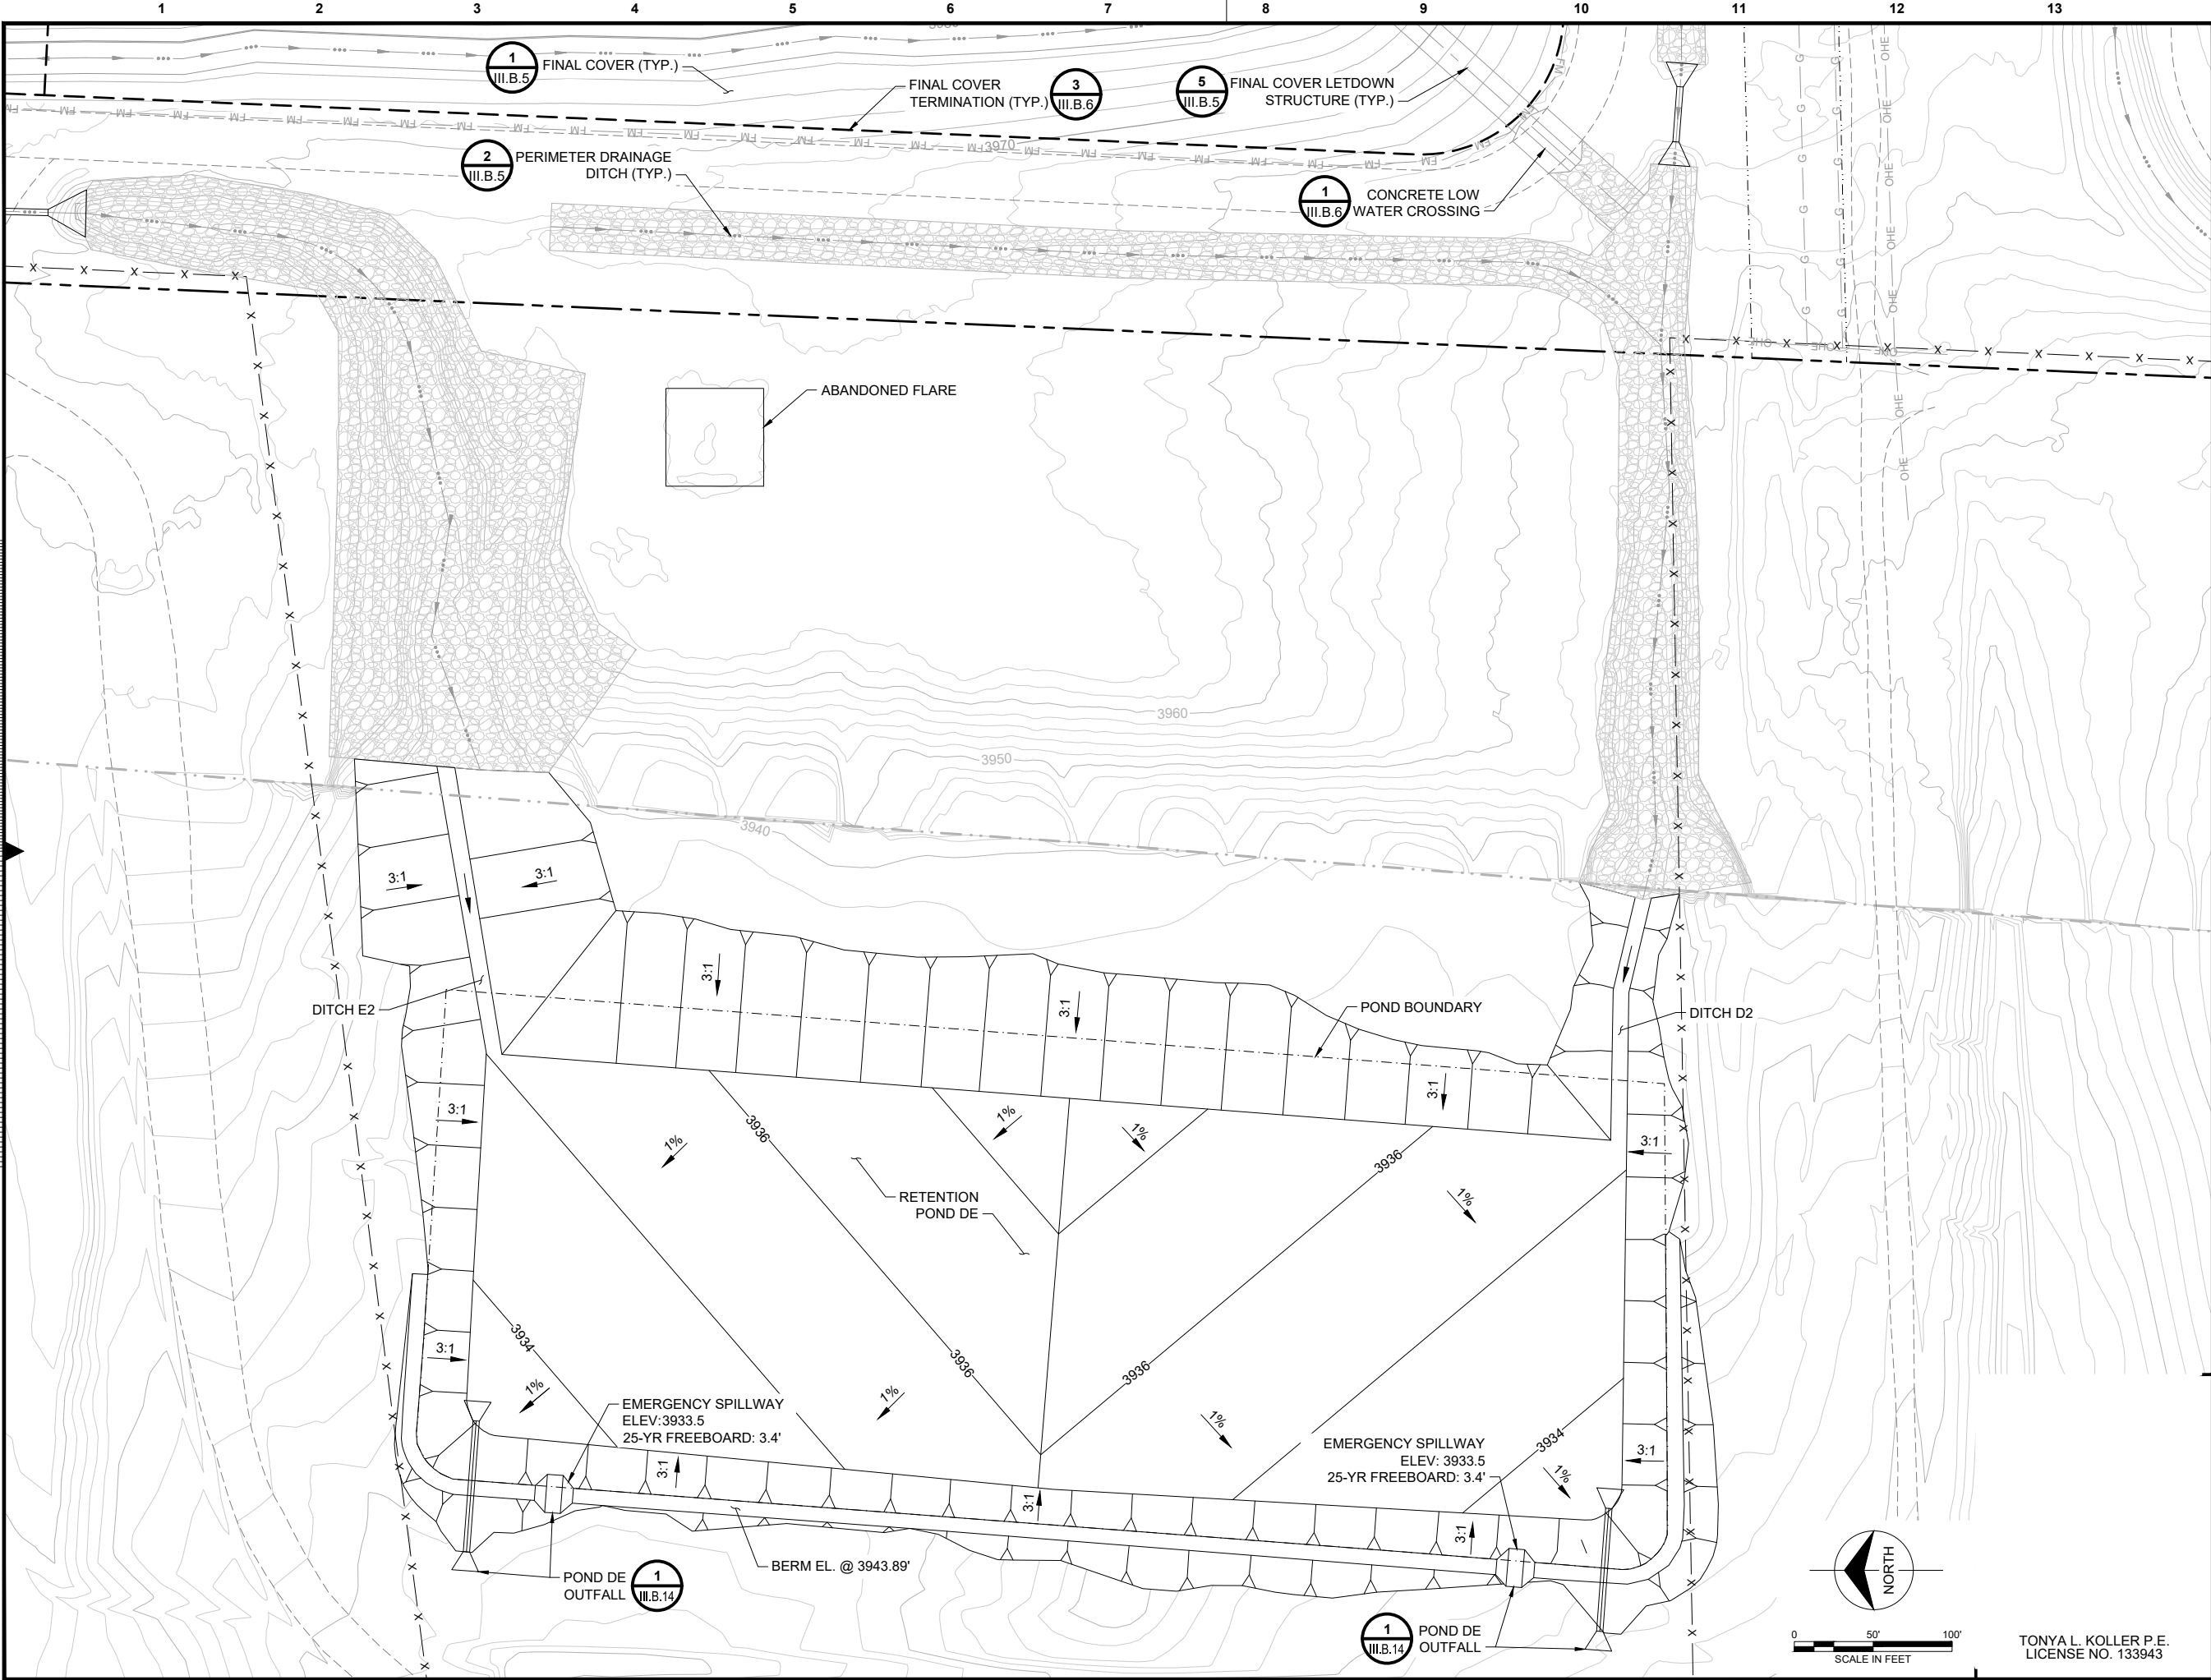 1 2 3 4 5 6 7 8 9 10 11 12 13
1
III.B.5
FINAL COVER (TYP.)
FINAL COVER
TERMINATION (TYP.)
3
III.B.6
5
III.B.5
FINAL COVER LETDOWN
STRUCTURE (TYP.)
2
III.B.5
PERIMETER DRAINAGE
DITCH (TYP.)
3970
1
III.B.6
CONCRETE LOW
WATER CROSSING
ABANDONED FLARE
3960
3950
3940
3:1
3:1
3:1
3:1
DITCH E2
POND BOUNDARY
DITCH D2
3:1
3:1
3936
1%
1%
1%
3:1
3936
1%
RETENTION
POND DE
1%
3934
3:1
3936
3936
1%
1%
1%
EMERGENCY SPILLWAY
ELEV:3933.5
25-YR FREEBOARD: 3.4'
EMERGENCY SPILLWAY
ELEV: 3933.5
25-YR FREEBOARD: 3.4'
3934
3:1
1%
3:1
3:1
3:1
BERM EL. @ 3943.89'
POND DE
OUTFALL
1
III.B.14
1
III.B.14
POND DE
OUTFALL
NORTH
0 50' 100'
SCALE IN FEET
TONYA L. KOLLER P.E.
LICENSE NO. 133943